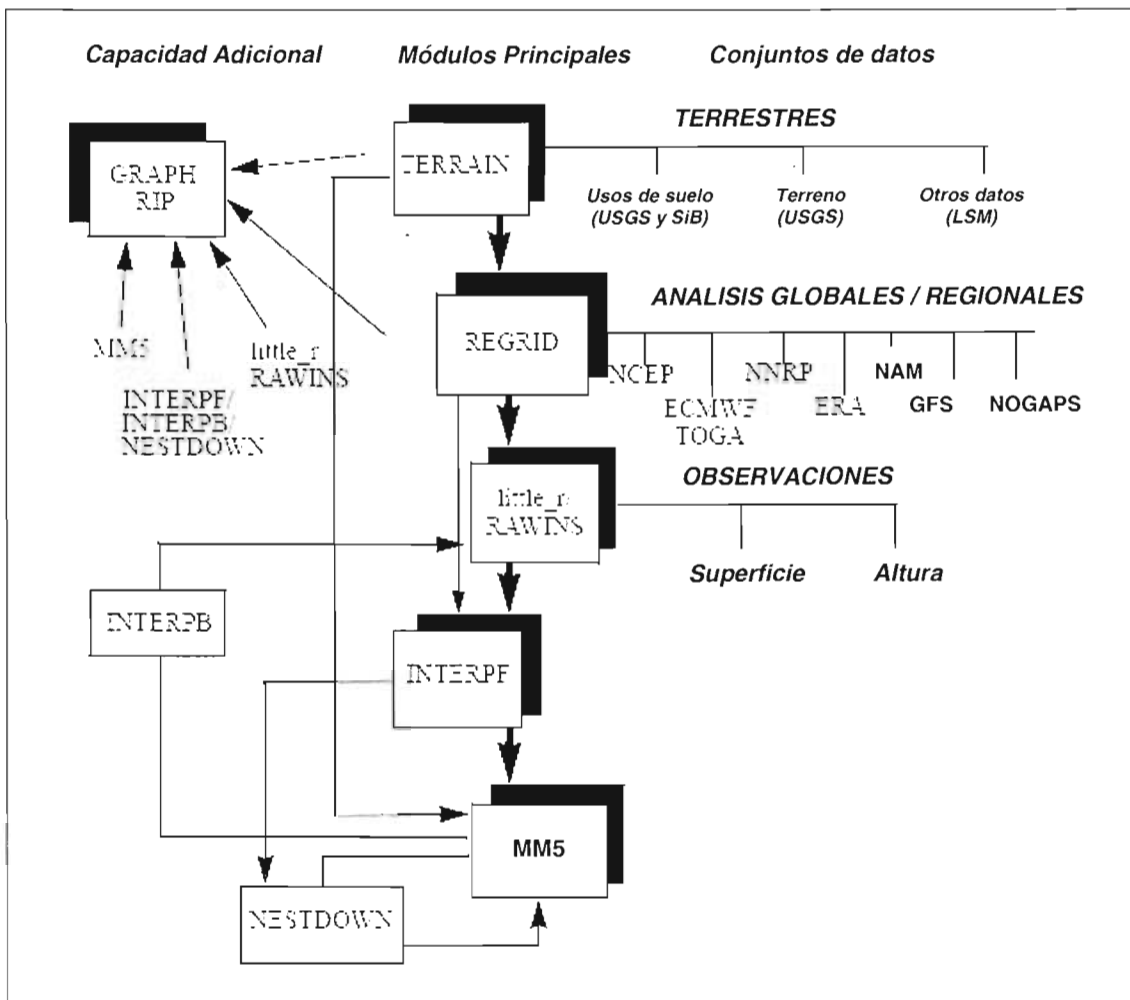 Capacidad Adicional
Módulos Principales
Conjuntos de datos
TERRESTRES
GRAPH
RIP
TERRAIN
Usos de suelo
(USGS y SiB)
Terreno
(USGS)
Otros datos
(LSM)
ANALISIS GLOBALES / REGIONALES
REGRID
MM5
little_r
RAWINS
INTERPF/
INTERPB/
NESTDOWN
NCEP
ECMWF
TOGA
NNRP
ERA
NAM
GFS
NOGAPS
OBSERVACIONES
little_r/
RAWINS
Superficie
Altura
INTERPB
INTERPF
MM5
NESTDOWN